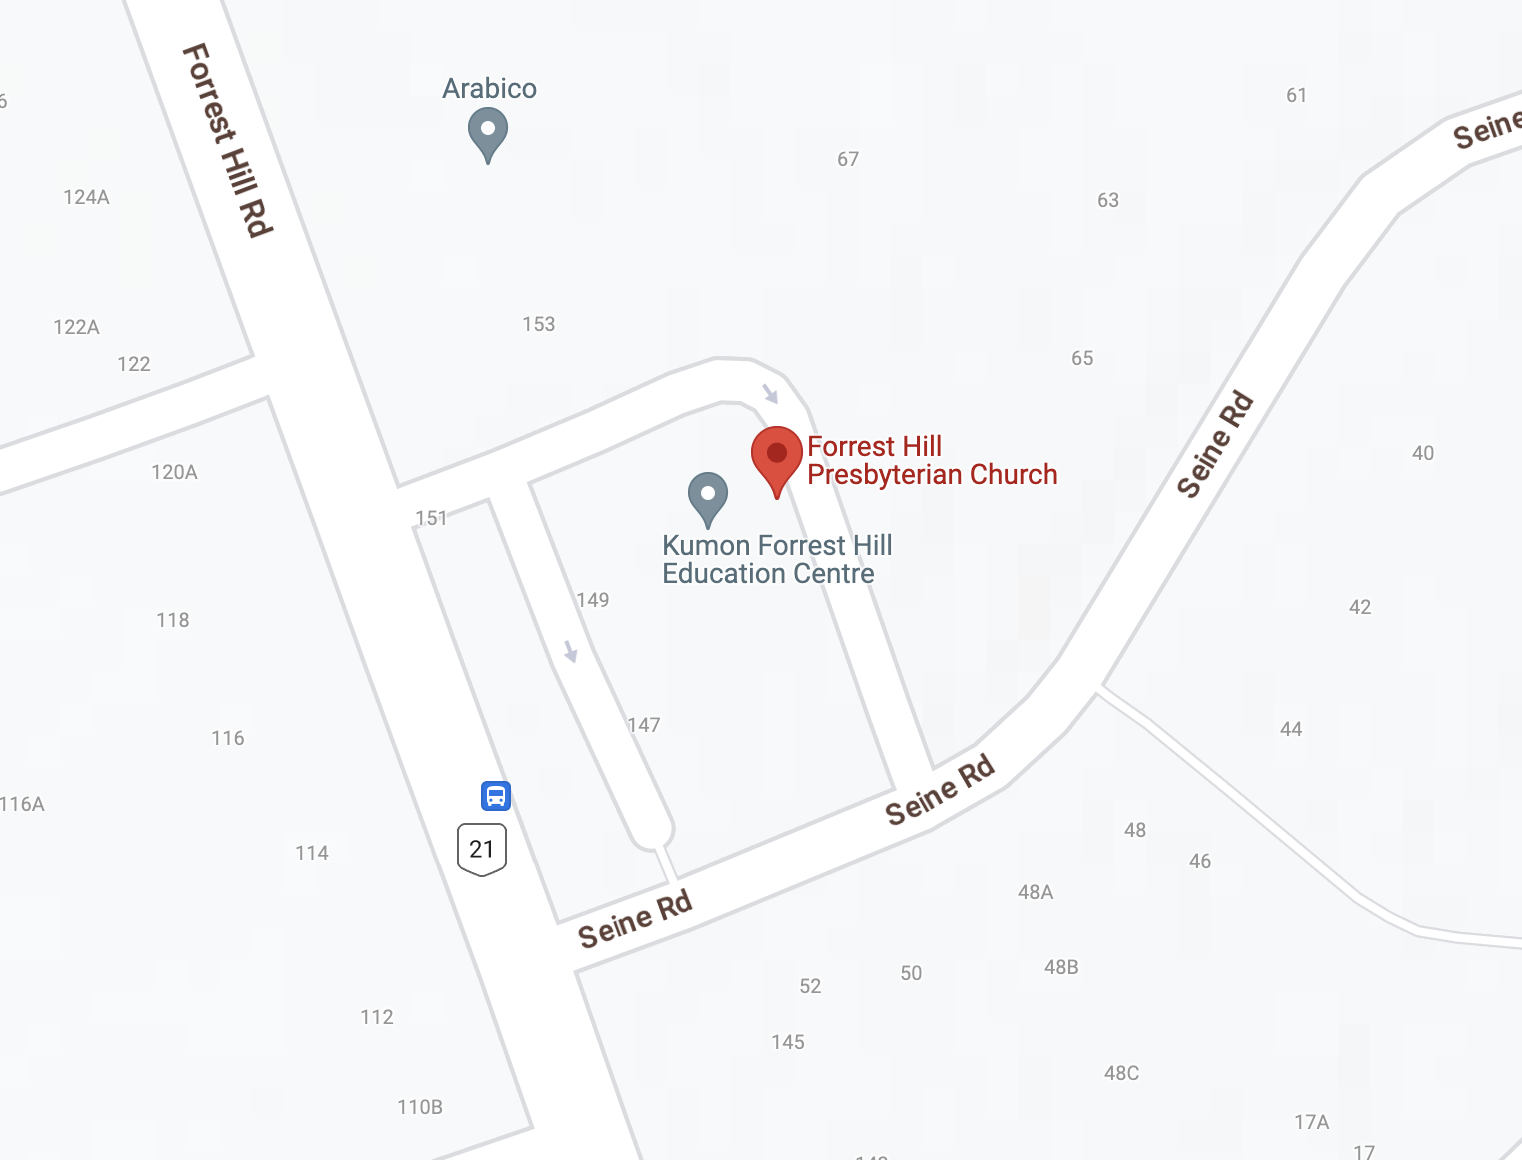 Forrest Hill Rd
Arabico
61
Seine
6
67
124A
63
153
122A
65
122
Forrest Hill
Presbyterian Church
Seine Rd
40
120A
151
Kumon Forrest Hill
Education Centre
149
42
118
147
44
116
Seine Rd
116A
48
21
114
46
48A
Seine Rd
48B
50
52
112
145
48C
110B
17A
17